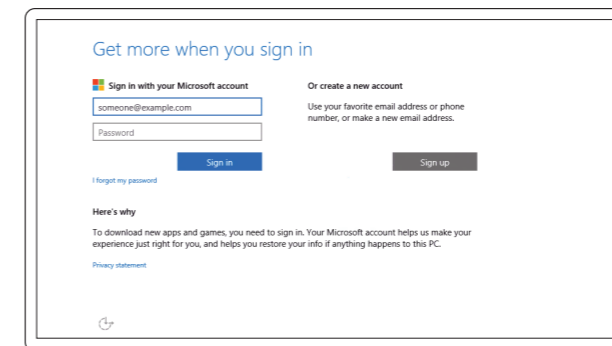 Get more when you sign in
Sign in with your Microsoft account
someone@example.com
Password
Sign in
I forgot my password
Or create a new account
Use your favorite email address or phone
number, or make a new email address.
Sign up
Here's why
To download new apps and games, you need to sign in. Your Microsoft account helps us make your
experience just right for you, and helps you restore your info if anything happens to this PC.
Privacy statement